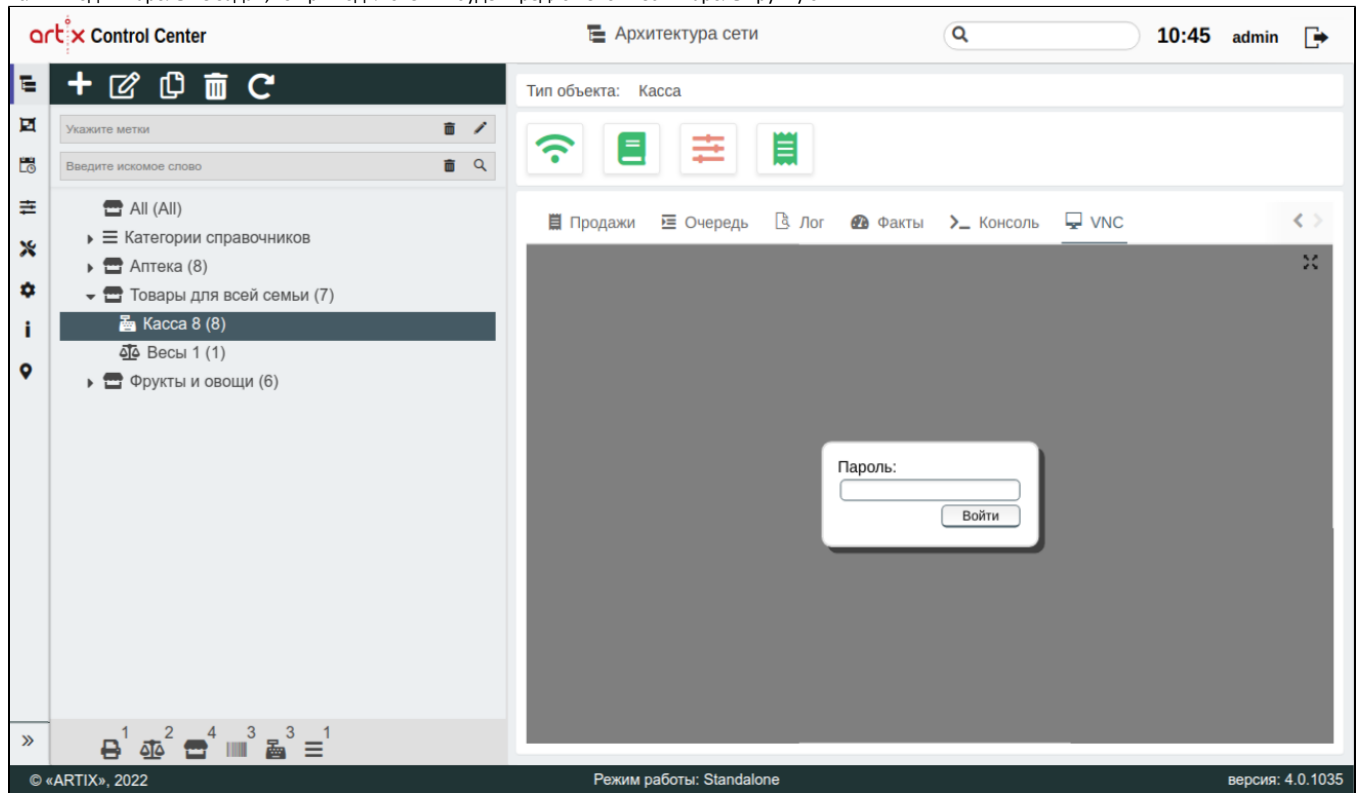 artix Control Center
Архитектура сети
10:45 admin
Тип объекта: Касса
Укажите метки
Введите искомое слово
All (All)
Категории справочников
Аптека (8)
Товары для всей семьи (7)
Касса 8 (8)
Весы 1 (1)
Фрукты и овощи (6)
Продажи Очередь Лог Факты Консоль VNC
Пароль:
Войти
1 2 4 3 3 1
© «ARTIX», 2022 Режим работы: Standalone версия: 4.0.1035